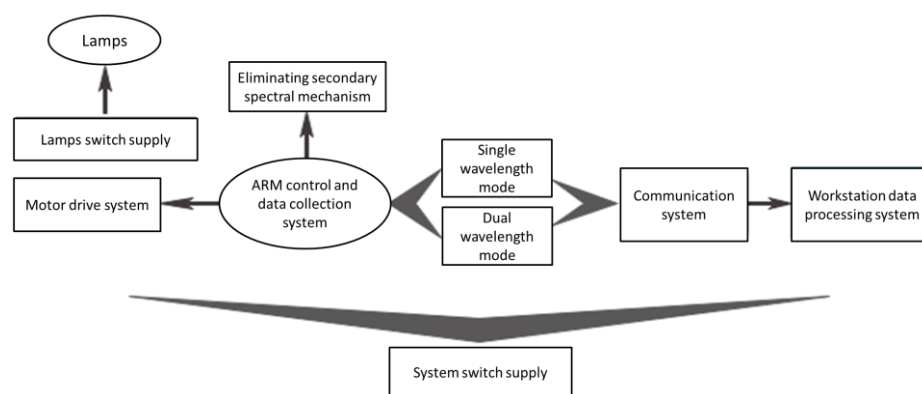 Lamps
Eliminating secondary
spectral mechanism
Lamps switch supply
Single
wavelength
mode
Motor drive system
ARM control and
data collection
system
Communication
system
Workstation data
processing system
Dual
wavelength
mode
System switch supply